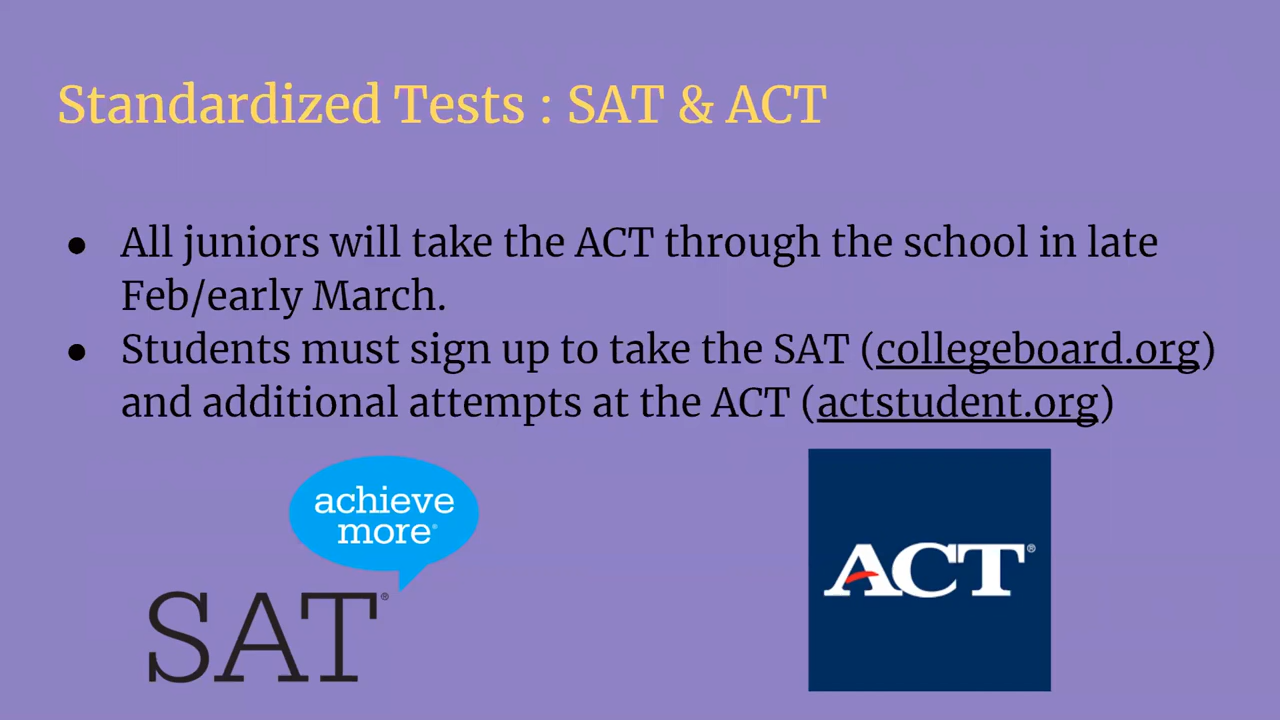 Standardized Tests : SAT & ACT
● All juniors will take the ACT through the school in late
Feb/early March.
● Students must sign up to take the SAT (collegeboard.org)
and additional attempts at the ACT (actstudent.org)
achieve
more®
SAT®
ACT®